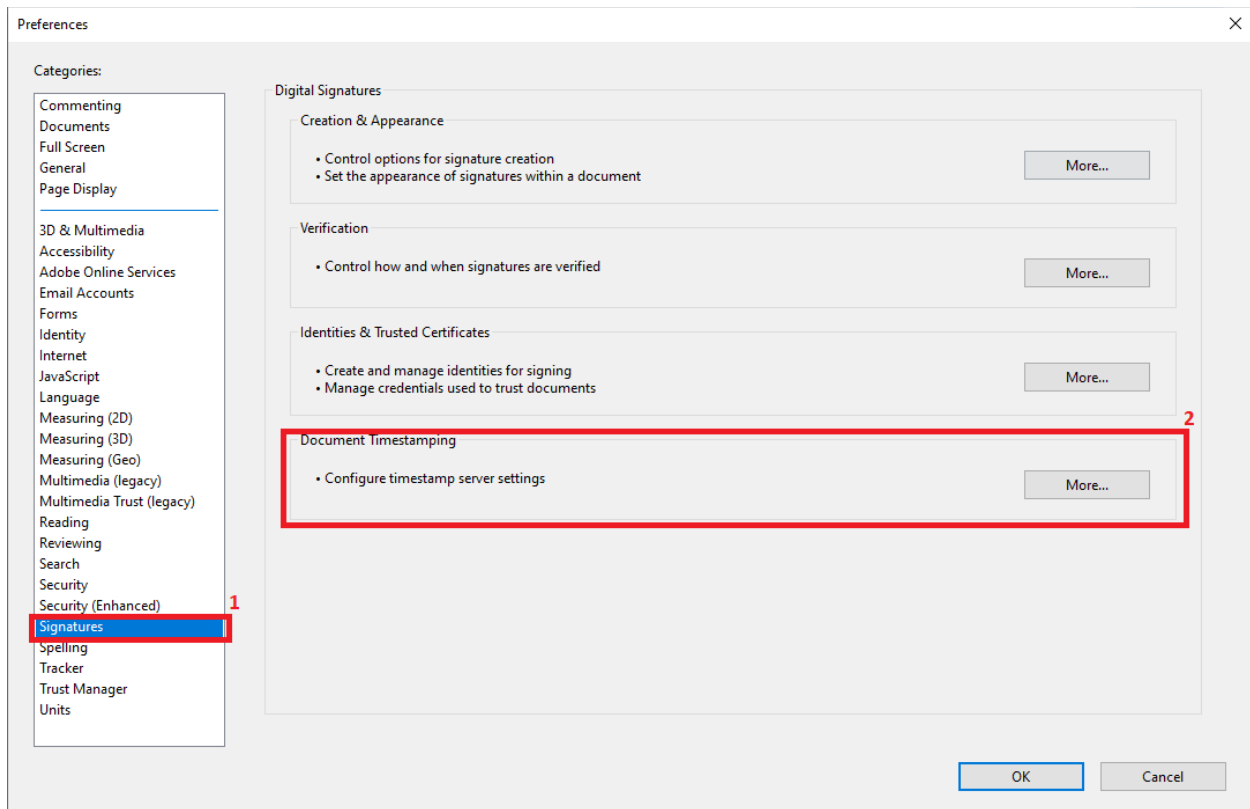 Preferences
Categories:
Commenting
Documents
Full Screen
General
Page Display
3D & Multimedia
Accessibility
Adobe Online Services
Email Accounts
Forms
Identity
Internet
JavaScript
Language
Measuring (2D)
Measuring (3D)
Measuring (Geo)
Multimedia (legacy)
Multimedia Trust (legacy)
Reading
Reviewing
Search
Security
Security (Enhanced)
1
Signatures
Spelling
Tracker
Trust Manager
Units
Digital Signatures
Creation & Appearance
• Control options for signature creation
• Set the appearance of signatures within a document
More...
Verification
• Control how and when signatures are verified
More...
Identities & Trusted Certificates
• Create and manage identities for signing
• Manage credentials used to trust documents
More...
2
Document Timestamping
• Configure timestamp server settings
More...
OK
Cancel